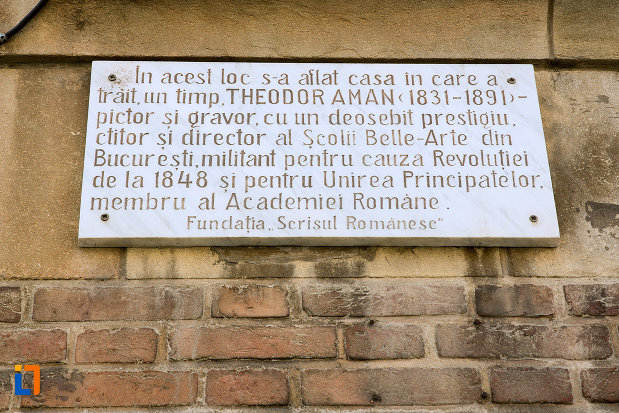 În acest loc s-a aflat casa in care a
trăit, un timp, THEODOR AMAN (1831-1891)-
pictor și gravor, cu un deosebit prestigiu,
ctitor și director al Școlii Belle-Arte din
București, militant pentru cauza Revoluției
de la 1848 și pentru Unirea Principatelor,
membru al Academiei Române.
Fundația „Scrisul Românesc"